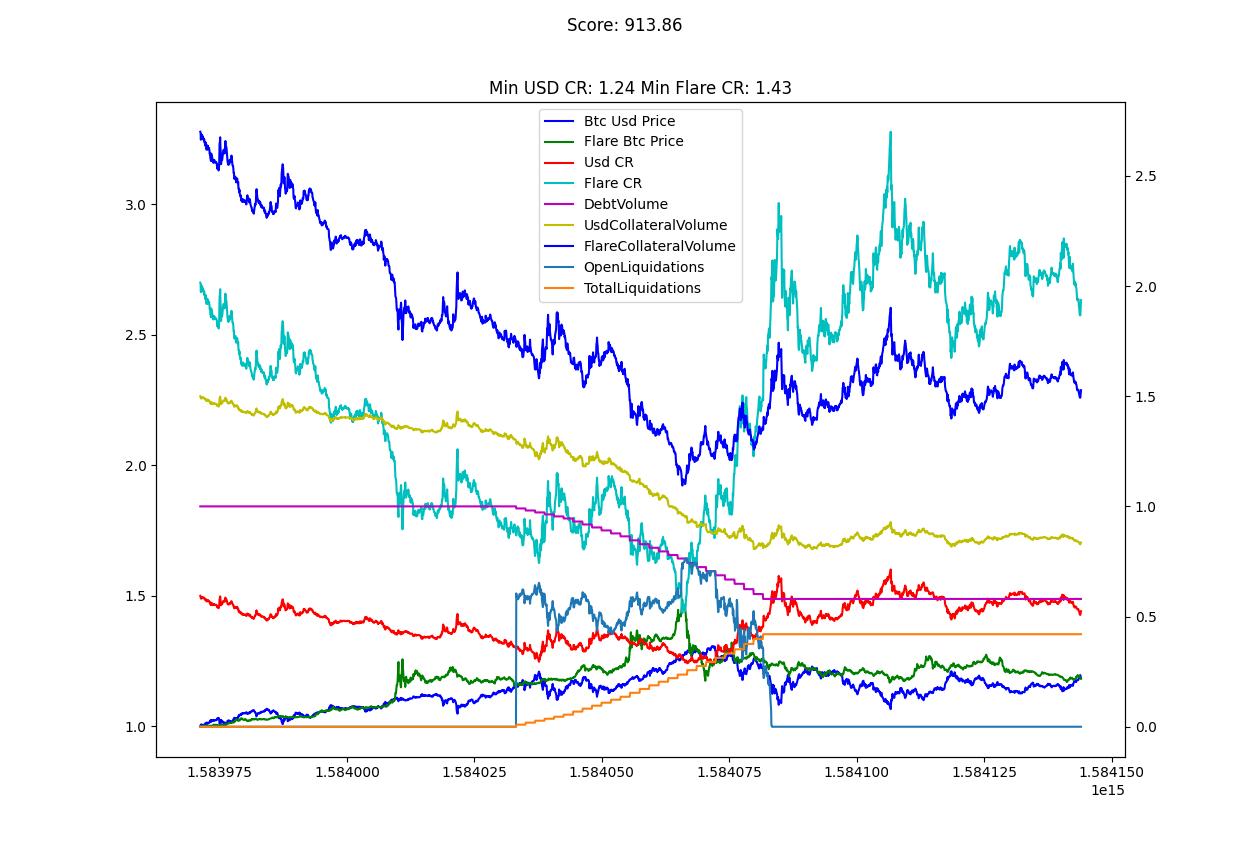 Score: 913.86
Min USD CR: 1.24 Min Flare CR: 1.43
Btc Usd Price
Flare Btc Price
Usd CR
Flare CR
DebtVolume
UsdCollateralVolume
FlareCollateralVolume
OpenLiquidations
TotalLiquidations
3.0
2.5
2.0
1.5
1.0
2.5
2.0
1.5
1.0
0.5
0.0
1.583975 1.584000 1.584025 1.584050 1.584075 1.584100 1.584125 1.584150
1e15